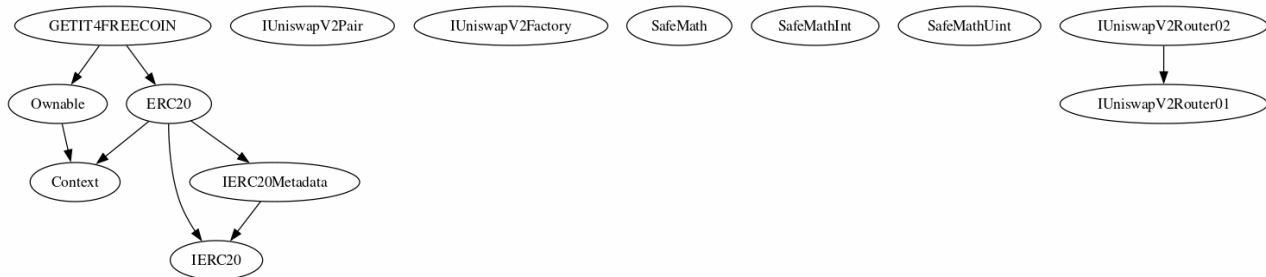 GETIT4FREECOIN IUniswapV2Pair IUniswapV2Factory SafeMath SafeMathInt SafeMathUint IUniswapV2Router02
Ownable ERC20 IUniswapV2Router01
Context IERC20Metadata
IERC20